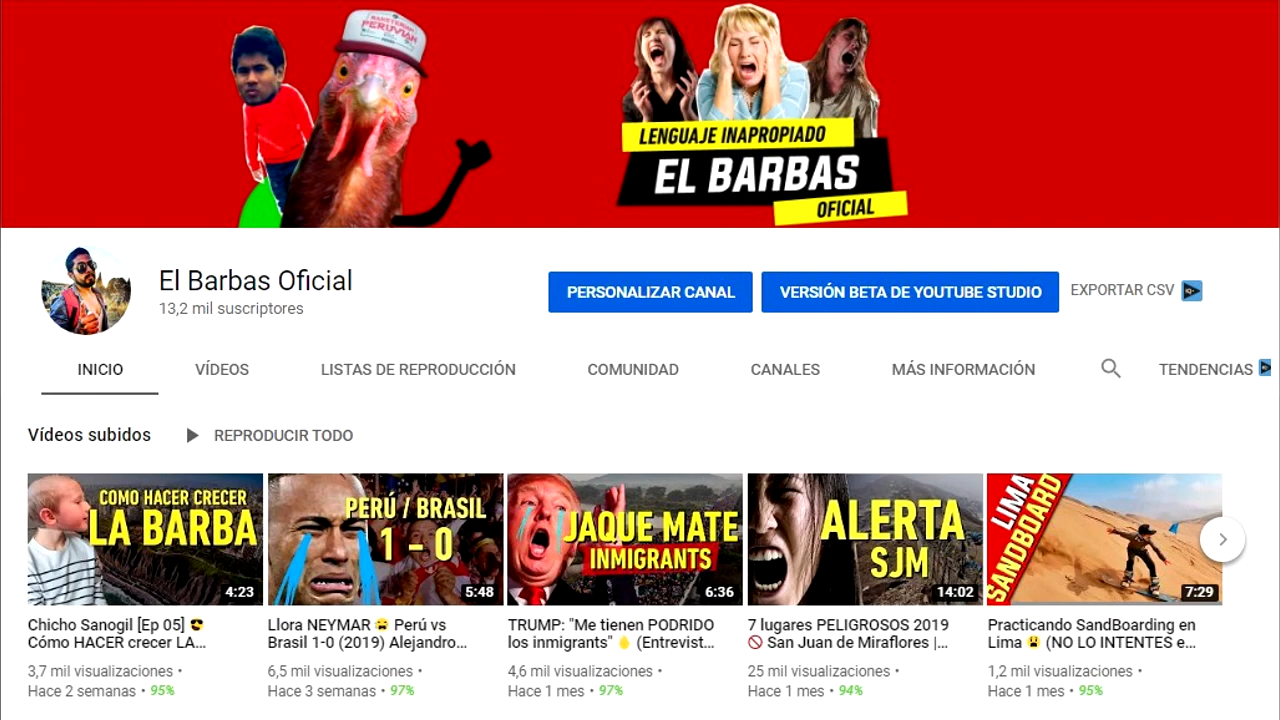 PERUVIAN
LENGUAJE INAPROPIADO
EL BARBAS
OFICIAL
El Barbas Oficial
13,2 mil suscriptores
PERSONALIZAR CANAL
VERSIÓN BETA DE YOUTUBE STUDIO
EXPORTAR CSV
INICIO
VÍDEOS
LISTAS DE REPRODUCCIÓN
COMUNIDAD
CANALES
MÁS INFORMACIÓN
TENDENCIAS
Vídeos subidos
REPRODUCIR TODO
COMO HACER CRECER
LA BARBA
4:23
PERÚ / BRASIL
1 - 0
5:48
JAQUE MATE
INMIGRANTS
6:36
ALERTA
SJM
14:02
LIMA
SANDBOARD
7:29
Chicho Sanogil [Ep 05] 😎
Cómo HACER crecer LA...
3,7 mil visualizaciones •
Hace 2 semanas • 95%
Llora NEYMAR 😭 Perú vs
Brasil 1-0 (2019) Alejandro...
6,5 mil visualizaciones •
Hace 3 semanas • 97%
TRUMP: "Me tienen PODRIDO
los inmigrants" (Entrevist...
4,6 mil visualizaciones •
Hace 1 mes • 97%
7 lugares PELIGROSOS 2019
🚫 San Juan de Miraflores |...
25 mil visualizaciones •
Hace 1 mes • 94%
Practicando SandBoarding en
Lima (NO LO INTENTES e...
1,2 mil visualizaciones •
Hace 1 mes • 95%